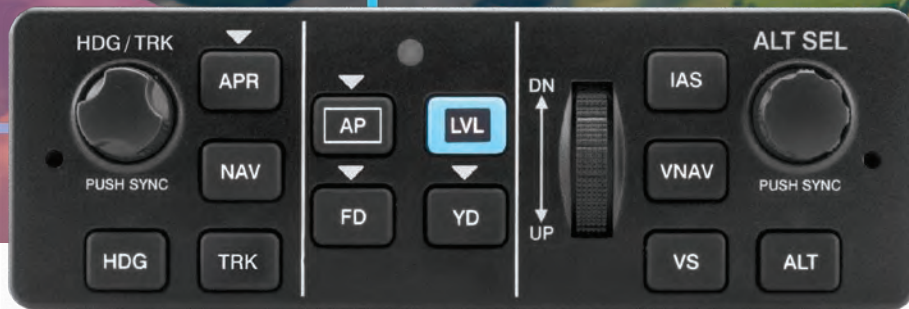 HDG / TRK
PUSH SYNC
APR
NAV
HDG
TRK
AP
LVL
FD
YD
DN
UP
IAS
VNAV
VS
ALT SEL
PUSH SYNC
ALT